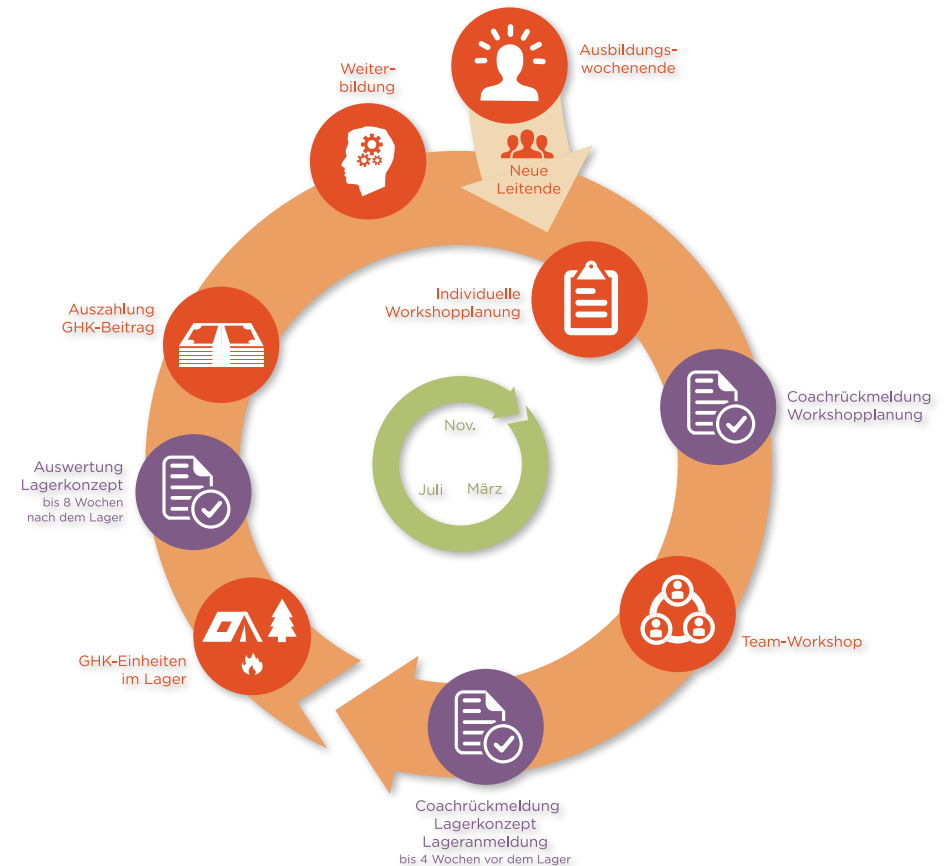 Ausbildungs-
wochenende
Weiter-
bildung
Neue
Leitende
Individuelle
Workshopplanung
Auszahlung
GHK-Beitrag
Coachrückmeldung
Workshopplanung
Nov.
Juli
März
Auswertung
Lagerkonzept
bis 8 Wochen
nach dem Lager
Team-Workshop
GHK-Einheiten
im Lager
Coachrückmeldung
Lagerkonzept
Lageranmeldung
bis 4 Wochen vor dem Lager